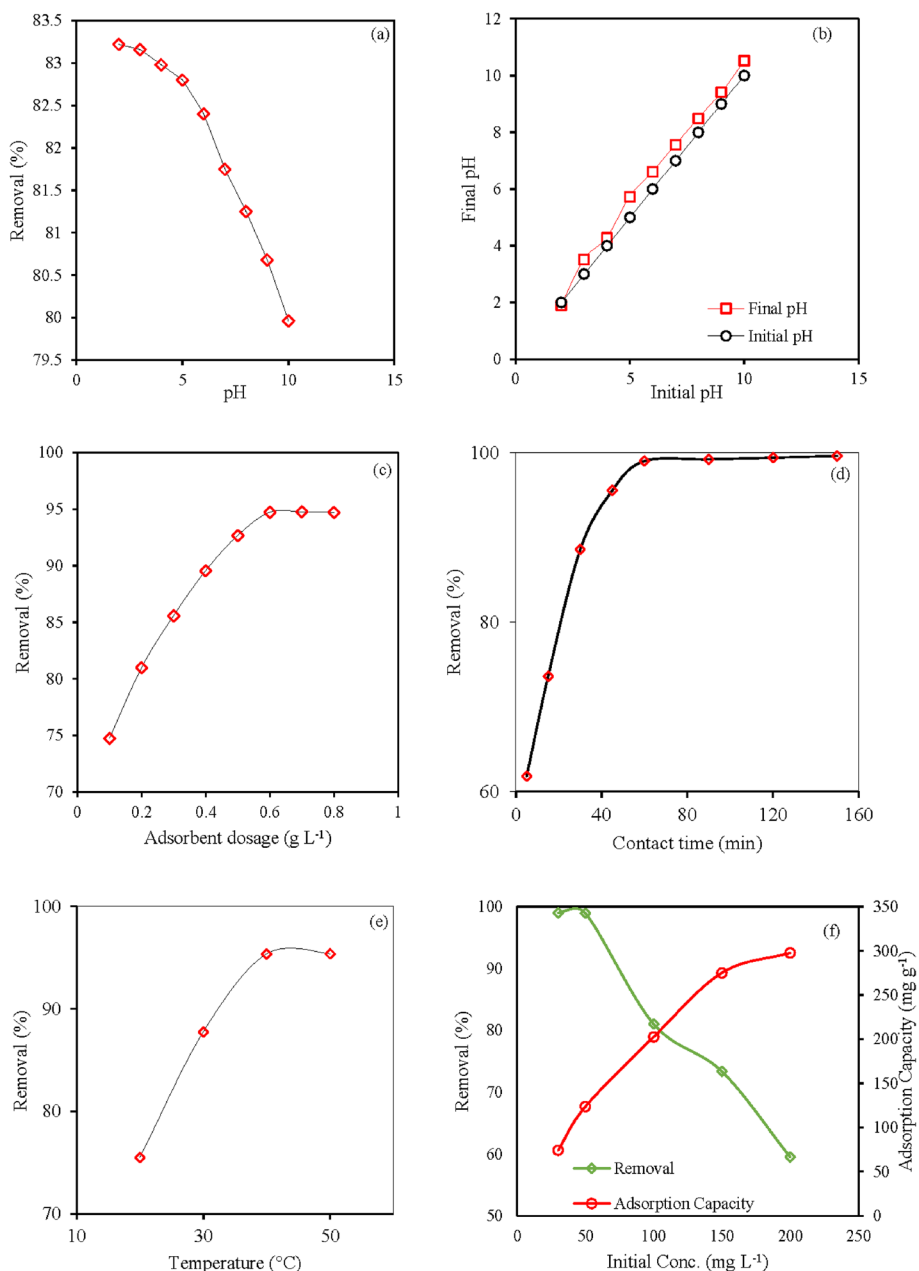 (a)
83.5
83
82.5
82
81.5
81
80.5
80
79.5
Removal (%)
0 5 10 15
pH
(b)
12
10
8
6
4
2
0
Final pH
Final pH
Initial pH
0 5 10 15
Initial pH
(c)
100
95
90
85
80
75
70
Removal (%)
0 0.2 0.4 0.6 0.8 1
Adsorbent dosage (g L⁻¹)
(d)
100
80
60
Removal (%)
0 40 80 120 160
Contact time (min)
(e)
100
90
80
70
Removal (%)
10 30 50
Temperature (°C)
(f)
100
90
80
70
60
50
Removal (%)
350
300
250
200
150
100
50
0
Adsorption Capacity (mg g⁻¹)
Removal
Adsorption Capacity
0 50 100 150 200 250
Initial Conc. (mg L⁻¹)